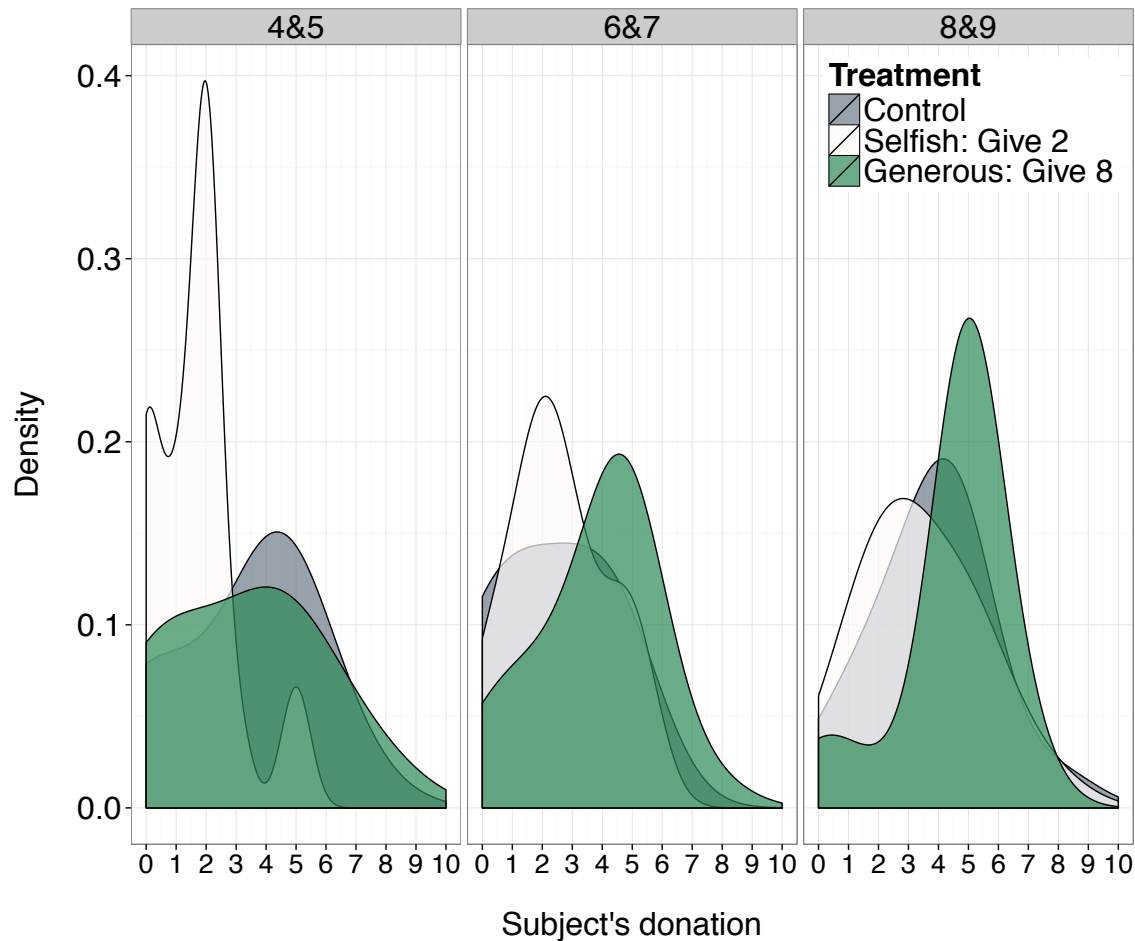 4&5 6&7 8&9
Treatment
Control
Selfish: Give 2
Generous: Give 8
0.4
0.3
0.2
0.1
0.0
Density
0 1 2 3 4 5 6 7 8 9 10 0 1 2 3 4 5 6 7 8 9 10 0 1 2 3 4 5 6 7 8 9 10
Subject's donation